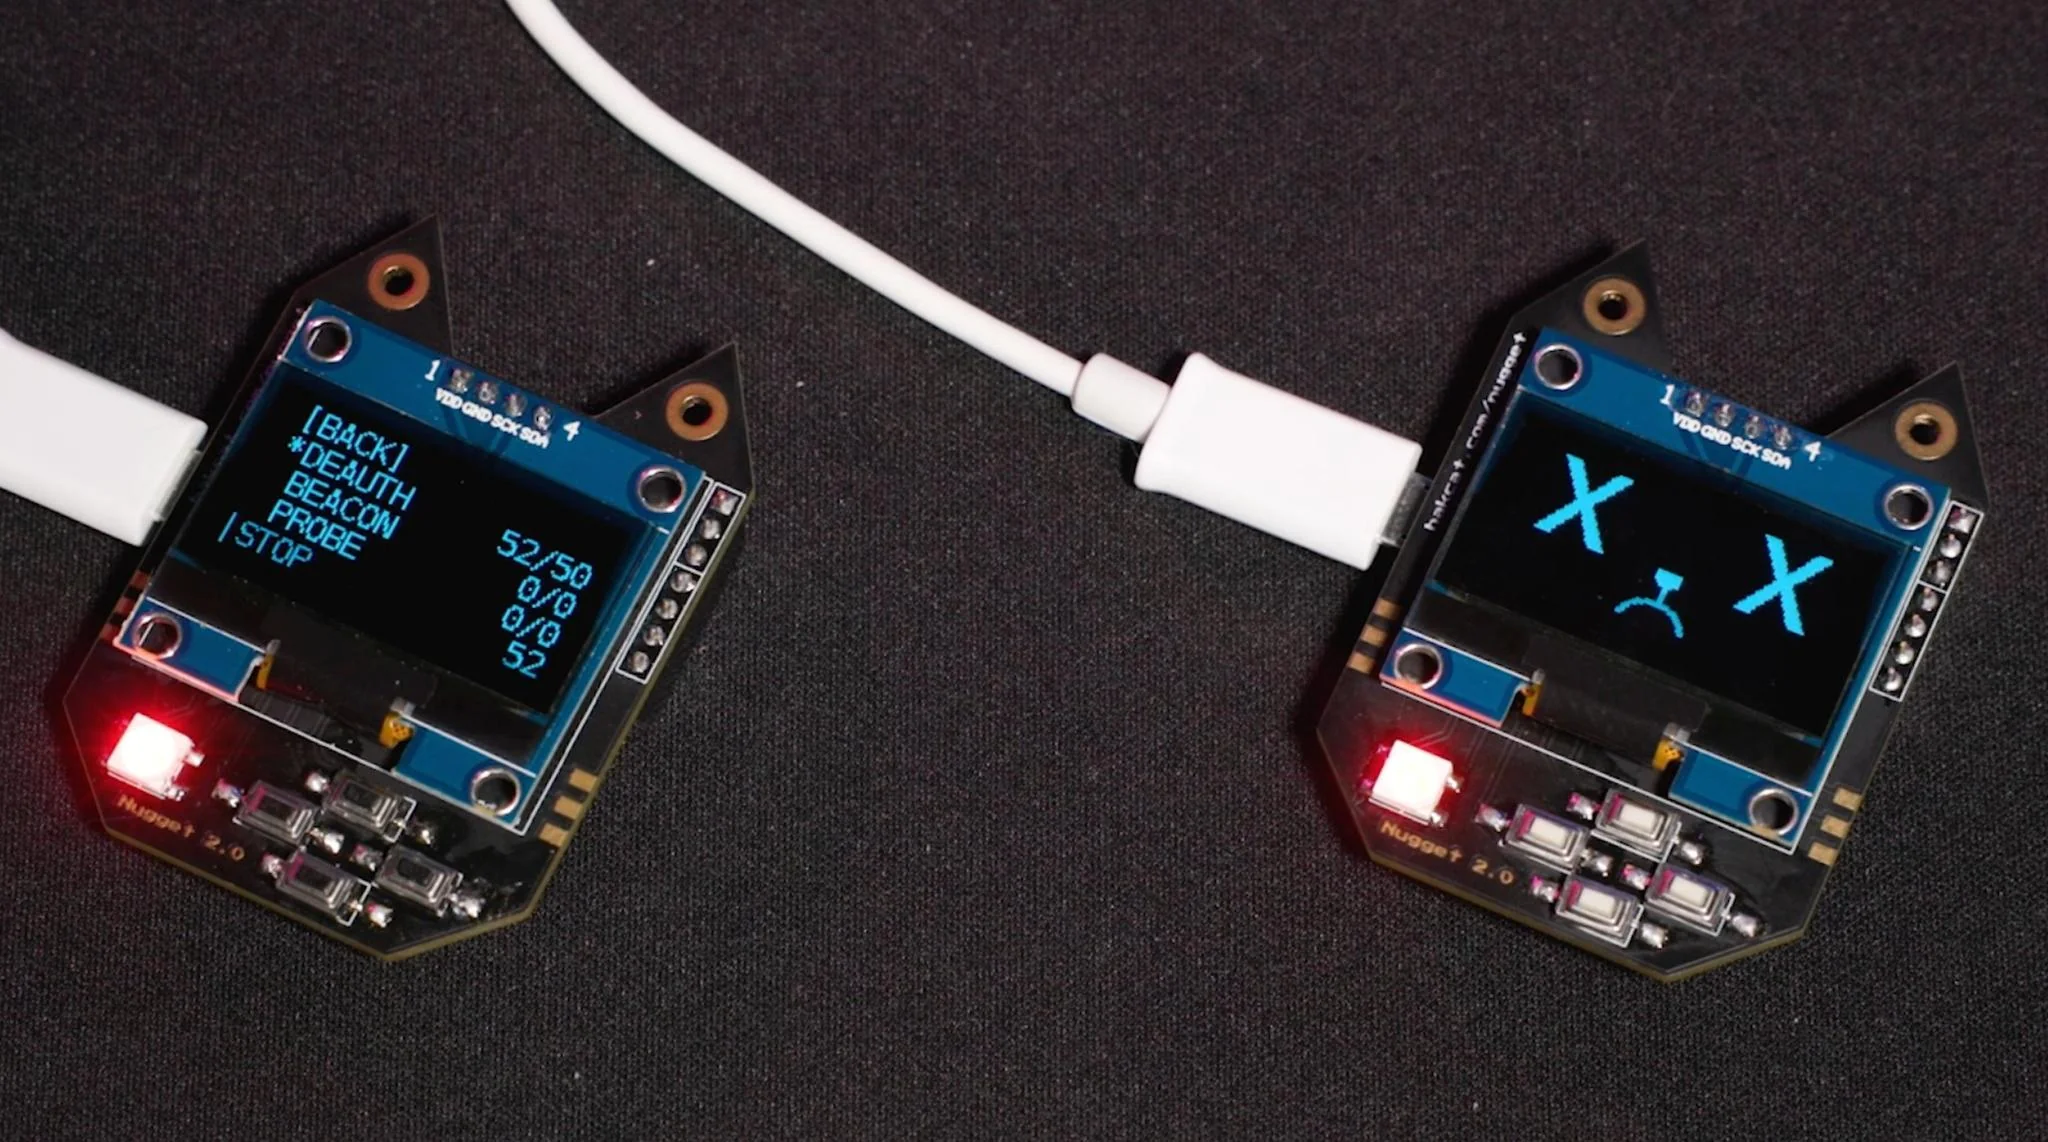 1
4
VDD GND SCK SDA
[BACK]
*DEAUTH 52/50
BEACON 0/0
PROBE 0/0
|STOP 52
Nugget 2.0
hakcat.com/nugget
1
4
VDD GND SCK SDA
X X
Nugget 2.0